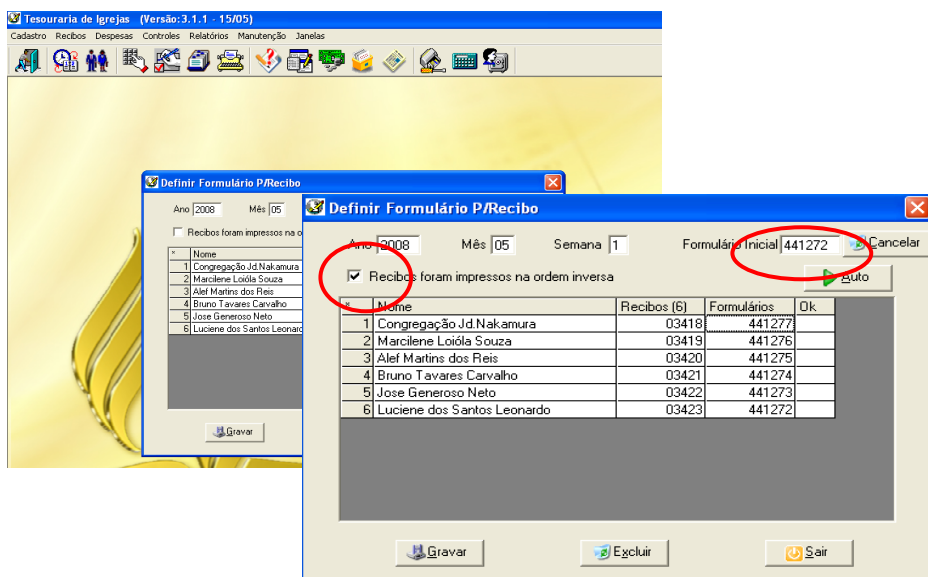 Tesouraria de Igrejas (Versão:3.1.1 - 15/05)
Cadastro Recibos Despesas Controles Relatórios Manutenção Janelas
Definir Formulário P/Recibo
Ano 2008 Mês 05
Recibos foram impressos na o
* Nome
1 Congregação Jd.Nakamura
2 Marcilene Loióla Souza
3 Alef Martins dos Reis
4 Bruno Tavares Carvalho
5 Jose Generoso Neto
6 Luciene dos Santos Leonard
Gravar
Definir Formulário P/Recibo
Ano 2008 Mês 05 Semana 1 Formulário Inicial 441272 Cancelar
Recibos foram impressos na ordem inversa Auto
* Nome Recibos (6) Formulários Ok
1 Congregação Jd.Nakamura 03418 441277
2 Marcilene Loióla Souza 03419 441276
3 Alef Martins dos Reis 03420 441275
4 Bruno Tavares Carvalho 03421 441274
5 Jose Generoso Neto 03422 441273
6 Luciene dos Santos Leonardo 03423 441272
Gravar Excluir Sair